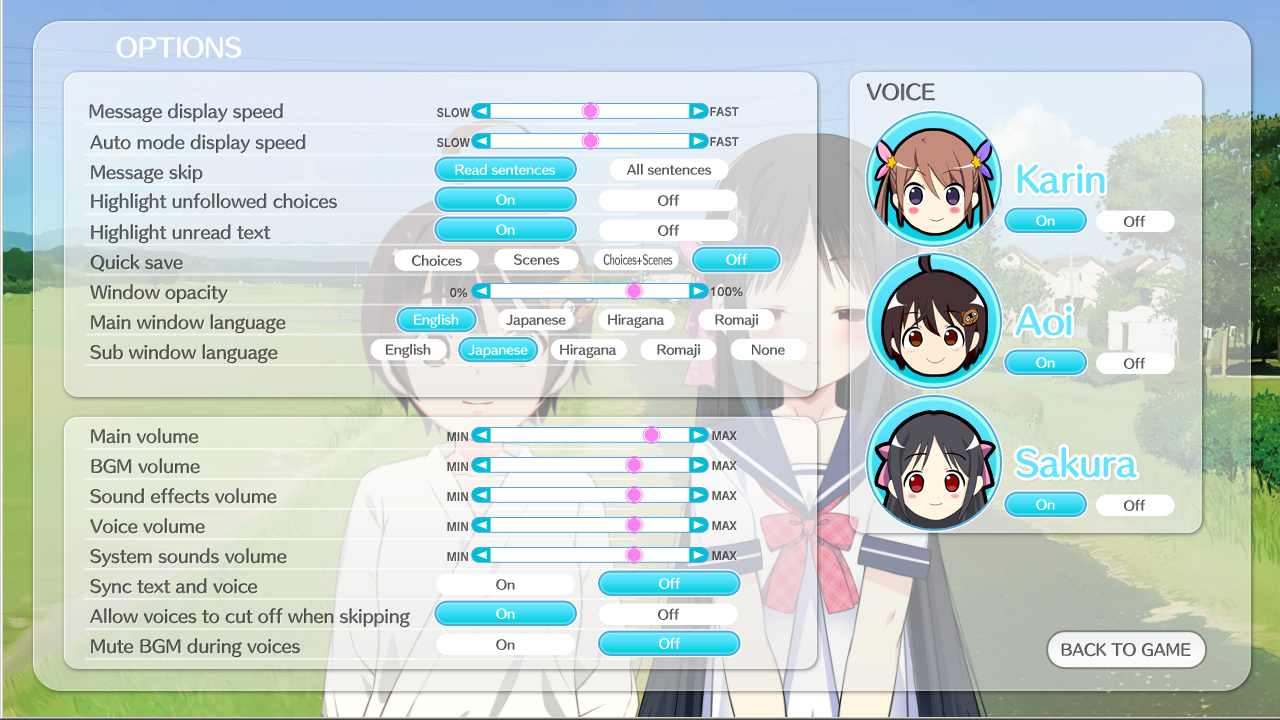 OPTIONS
Message display speed SLOW FAST
Auto mode display speed SLOW FAST
Message skip Read sentences All sentences
Highlight unfollowed choices On Off
Highlight unread text On Off
Quick save Choices Scenes Choices+Scenes Off
Window opacity 0% 100%
Main window language English Japanese Hiragana Romaji
Sub window language English Japanese Hiragana Romaji None
Main volume MIN MAX
BGM volume MIN MAX
Sound effects volume MIN MAX
Voice volume MIN MAX
System sounds volume MIN MAX
Sync text and voice On Off
Allow voices to cut off when skipping On Off
Mute BGM during voices On Off
VOICE
Karin
On Off
Aoi
On Off
Sakura
On Off
BACK TO GAME